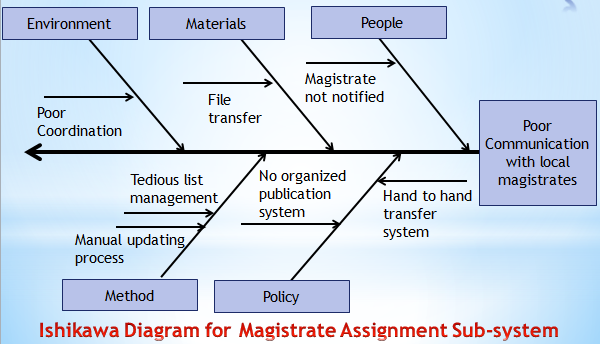 Environment
Materials
People
Poor
Coordination
File
transfer
Magistrate
not notified
Poor
Communication
with local
magistrates
Tedious list
management
Manual updating
process
No organized
publication
system
Hand to hand
transfer
system
Method
Policy
Ishikawa Diagram for Magistrate Assignment Sub-system